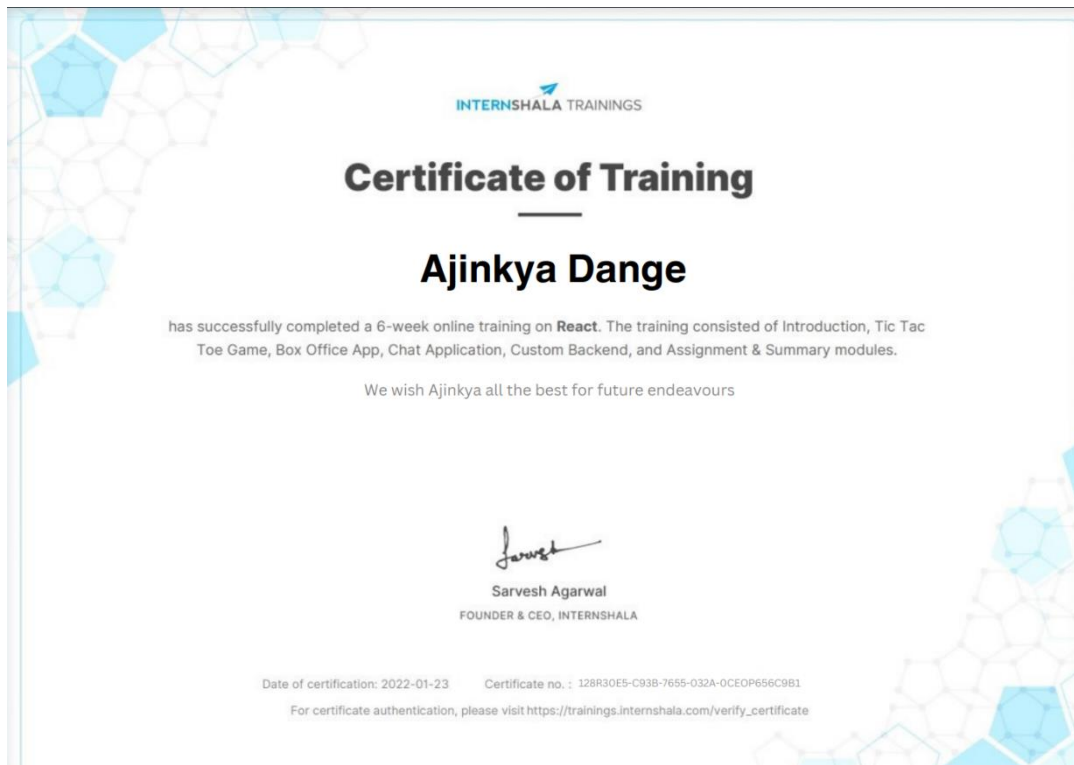 INTERNSHALA TRAININGS
Certificate of Training
Ajinkya Dange
has successfully completed a 6-week online training on React. The training consisted of Introduction, Tic Tac
Toe Game, Box Office App, Chat Application, Custom Backend, and Assignment & Summary modules.
We wish Ajinkya all the best for future endeavours
Sarvesh
Sarvesh Agarwal
FOUNDER & CEO, INTERNSHALA
Date of certification: 2022-01-23 Certificate no. : 128R30E5-C93B-7655-032A-0CEOP656C9B1
For certificate authentication, please visit https://trainings.internshala.com/verify_certificate